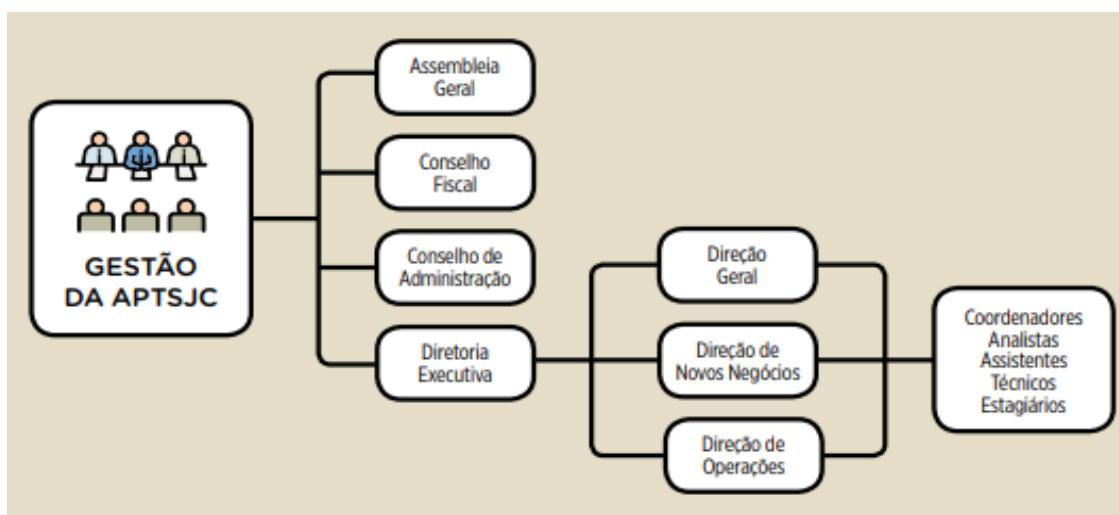 GESTÃO
DA APTSJC
Assembleia
Geral
Conselho
Fiscal
Conselho de
Administração
Diretoria
Executiva
Direção
Geral
Direção de
Novos Negócios
Direção de
Operações
Coordenadores
Analistas
Assistentes
Técnicos
Estagiários